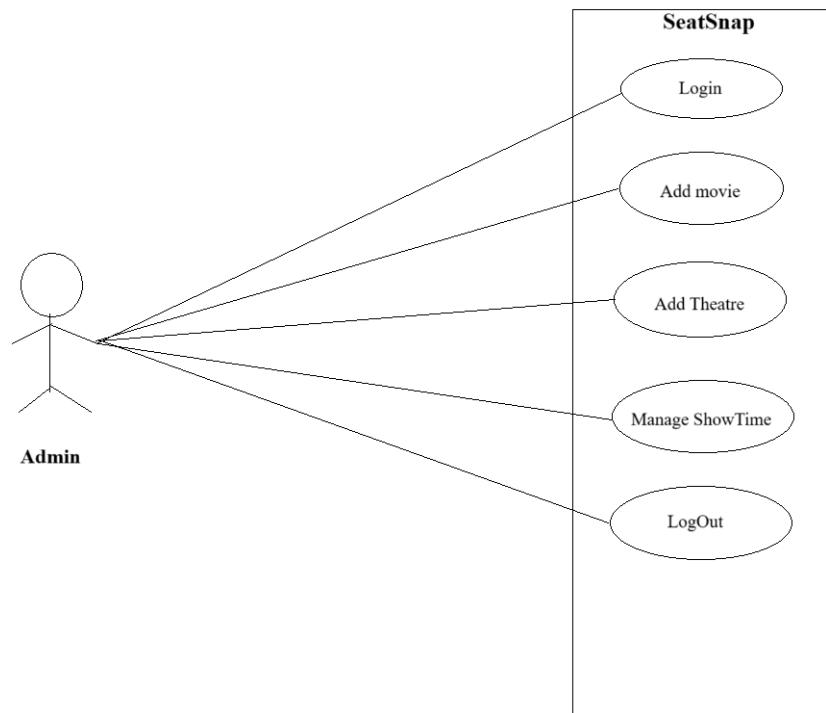 SeatSnap
Login
Add movie
Add Theatre
Manage ShowTime
LogOut
Admin